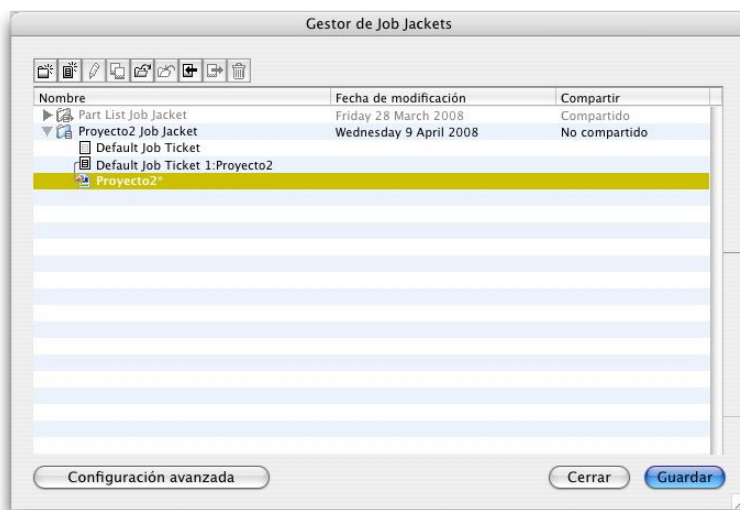 Gestor de Job Jackets
Nombre Fecha de modificación Compartir
Part List Job Jacket Friday 28 March 2008 Compartido
Proyecto2 Job Jacket Wednesday 9 April 2008 No compartido
Default Job Ticket
Default Job Ticket 1:Proyecto2
Proyecto2*
Configuración avanzada Cerrar Guardar